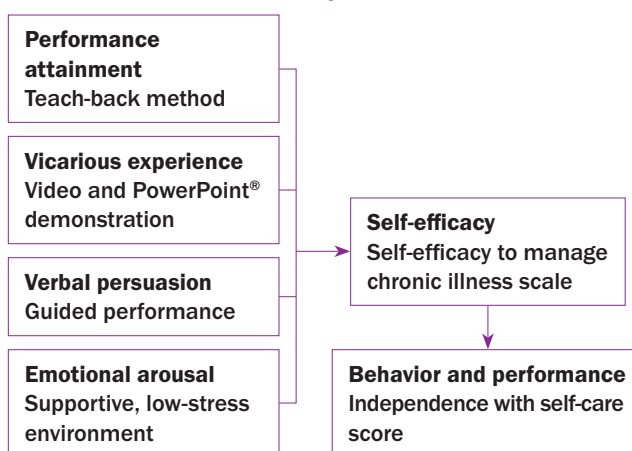 Performance
attainment
Teach-back method
Vicarious experience
Video and PowerPoint®
demonstration
Verbal persuasion
Guided performance
Emotional arousal
Supportive, low-stress
environment
Self-efficacy
Self-efficacy to manage
chronic illness scale
Behavior and performance
Independence with self-care
score